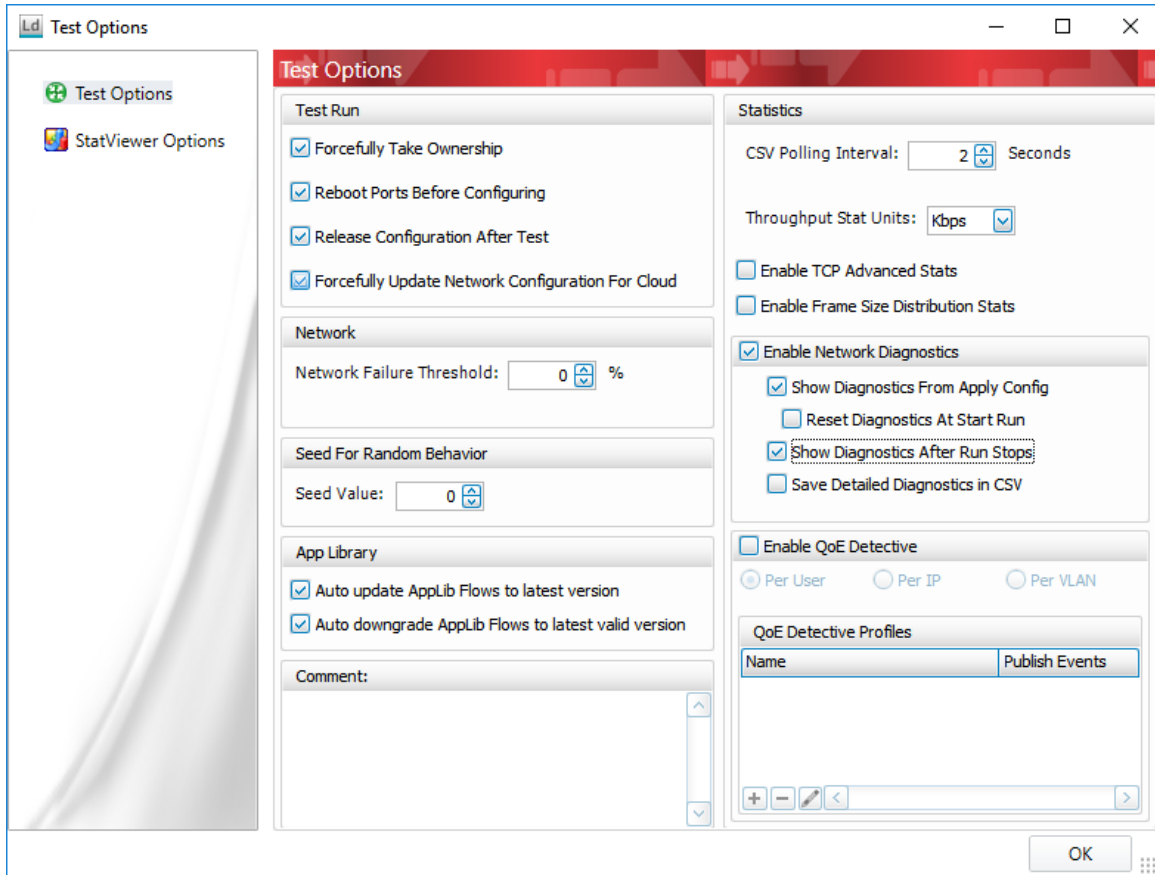 Ld Test Options
Test Options
StatViewer Options
Test Options
Test Run
Forcefully Take Ownership
Reboot Ports Before Configuring
Release Configuration After Test
Forcefully Update Network Configuration For Cloud
Network
Network Failure Threshold: 0 %
Seed For Random Behavior
Seed Value: 0
App Library
Auto update AppLib Flows to latest version
Auto downgrade AppLib Flows to latest valid version
Comment:
Statistics
CSV Polling Interval: 2 Seconds
Throughput Stat Units: Kbps
Enable TCP Advanced Stats
Enable Frame Size Distribution Stats
Enable Network Diagnostics
Show Diagnostics From Apply Config
Reset Diagnostics At Start Run
Show Diagnostics After Run Stops
Save Detailed Diagnostics in CSV
Enable QoE Detective
Per User Per IP Per VLAN
QoE Detective Profiles
Name Publish Events
OK